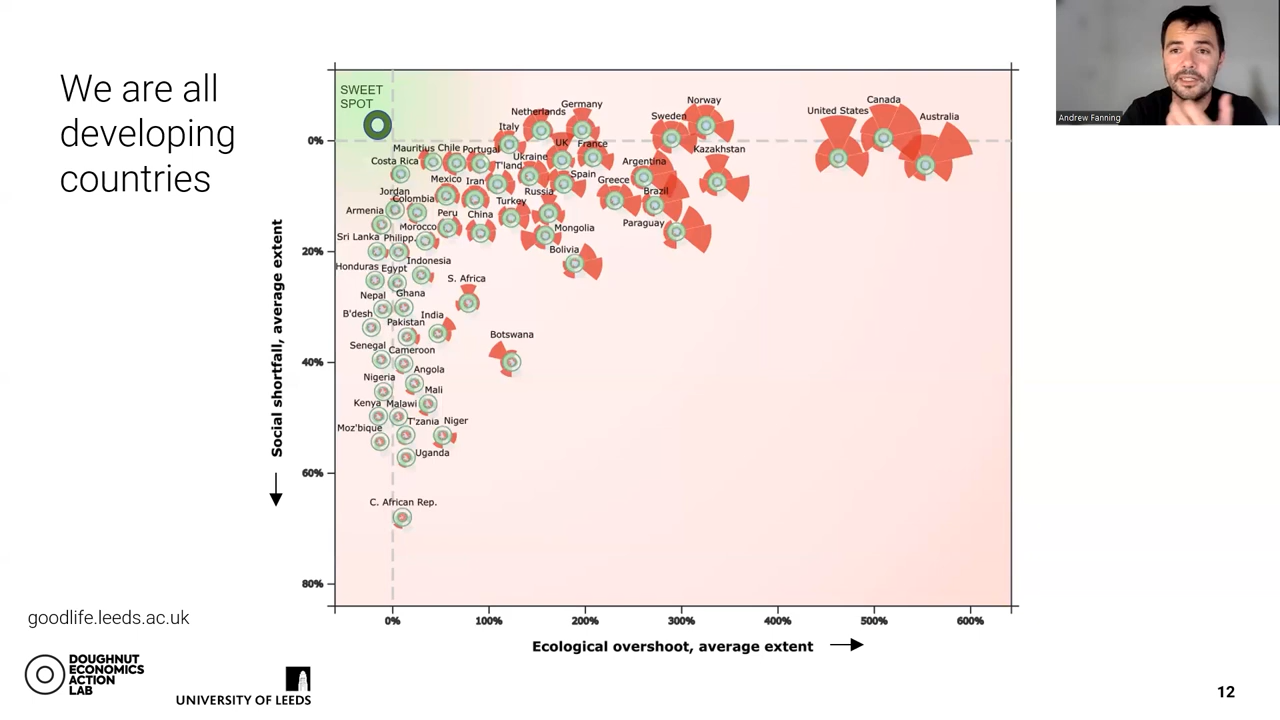 We are all
developing
countries
Andrew Fanning
SWEET
SPOT
Netherlands
Germany
Sweden
Norway
United States
Canada
Australia
Italy
UK
France
Kazakhstan
Mauritius
Chile
Portugal
Costa Rica
T'land
Ukraine
Spain
Argentina
Mexico
Iran
Russia
Greece
Brazil
Jordan
Colombia
Turkey
Armenia
Peru
China
Paraguay
Morocco
Mongolia
Sri Lanka
Philipp.
Bolivia
Indonesia
Honduras
Egypt
S. Africa
Nepal
Ghana
B'desh
Pakistan
India
Botswana
Senegal
Cameroon
Angola
Nigeria
Mali
Kenya
Malawi
T'zania
Niger
Moz'bique
Uganda
C. African Rep.
0%
20%
40%
60%
80%
Social shortfall, average extent
0%
100%
200%
300%
400%
500%
600%
Ecological overshoot, average extent
goodlife.leeds.ac.uk
DOUGHNUT
ECONOMICS
ACTION
LAB
UNIVERSITY OF LEEDS
12